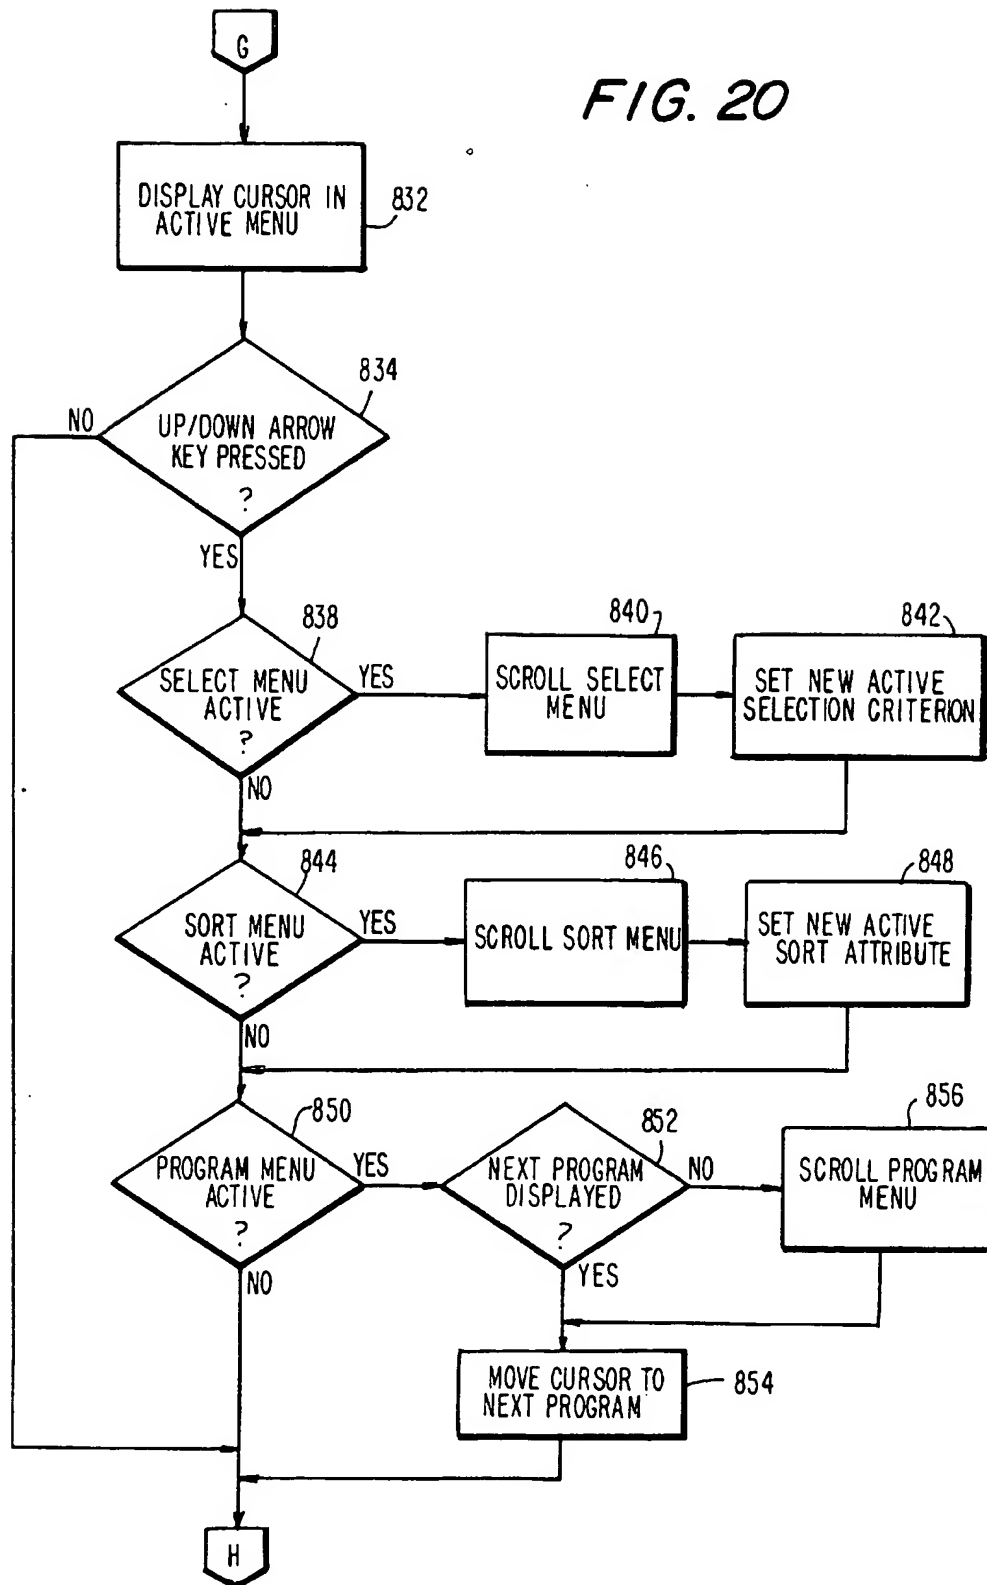 G
FIG. 20
DISPLAY CURSOR IN
ACTIVE MENU
832
834
NO
UP/DOWN ARROW
KEY PRESSED
?
YES
838
SELECT MENU
ACTIVE
?
YES
NO
840
SCROLL SELECT
MENU
842
SET NEW ACTIVE
SELECTION CRITERION
844
SORT MENU
ACTIVE
?
YES
NO
846
SCROLL SORT MENU
848
SET NEW ACTIVE
SORT ATTRIBUTE
850
PROGRAM MENU
ACTIVE
?
YES
NO
852
NEXT PROGRAM
DISPLAYED
?
NO
YES
856
SCROLL PROGRAM
MENU
MOVE CURSOR TO
NEXT PROGRAM
854
H